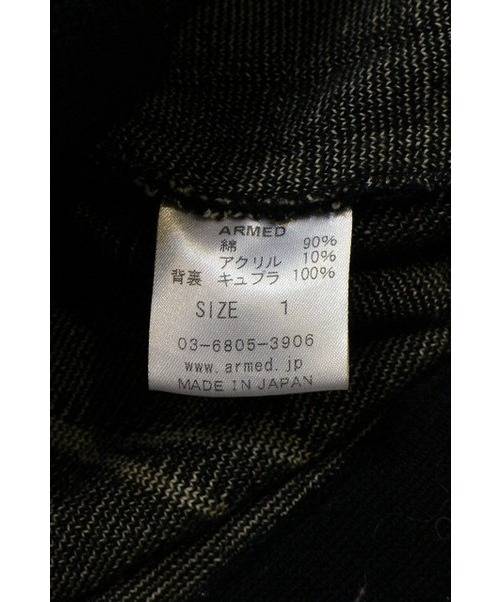 ARMED
綿 90%
アクリル 10%
背裏 キュプラ 100%
SIZE 1
03-6805-3906
www.armed.jp
MADE IN JAPAN